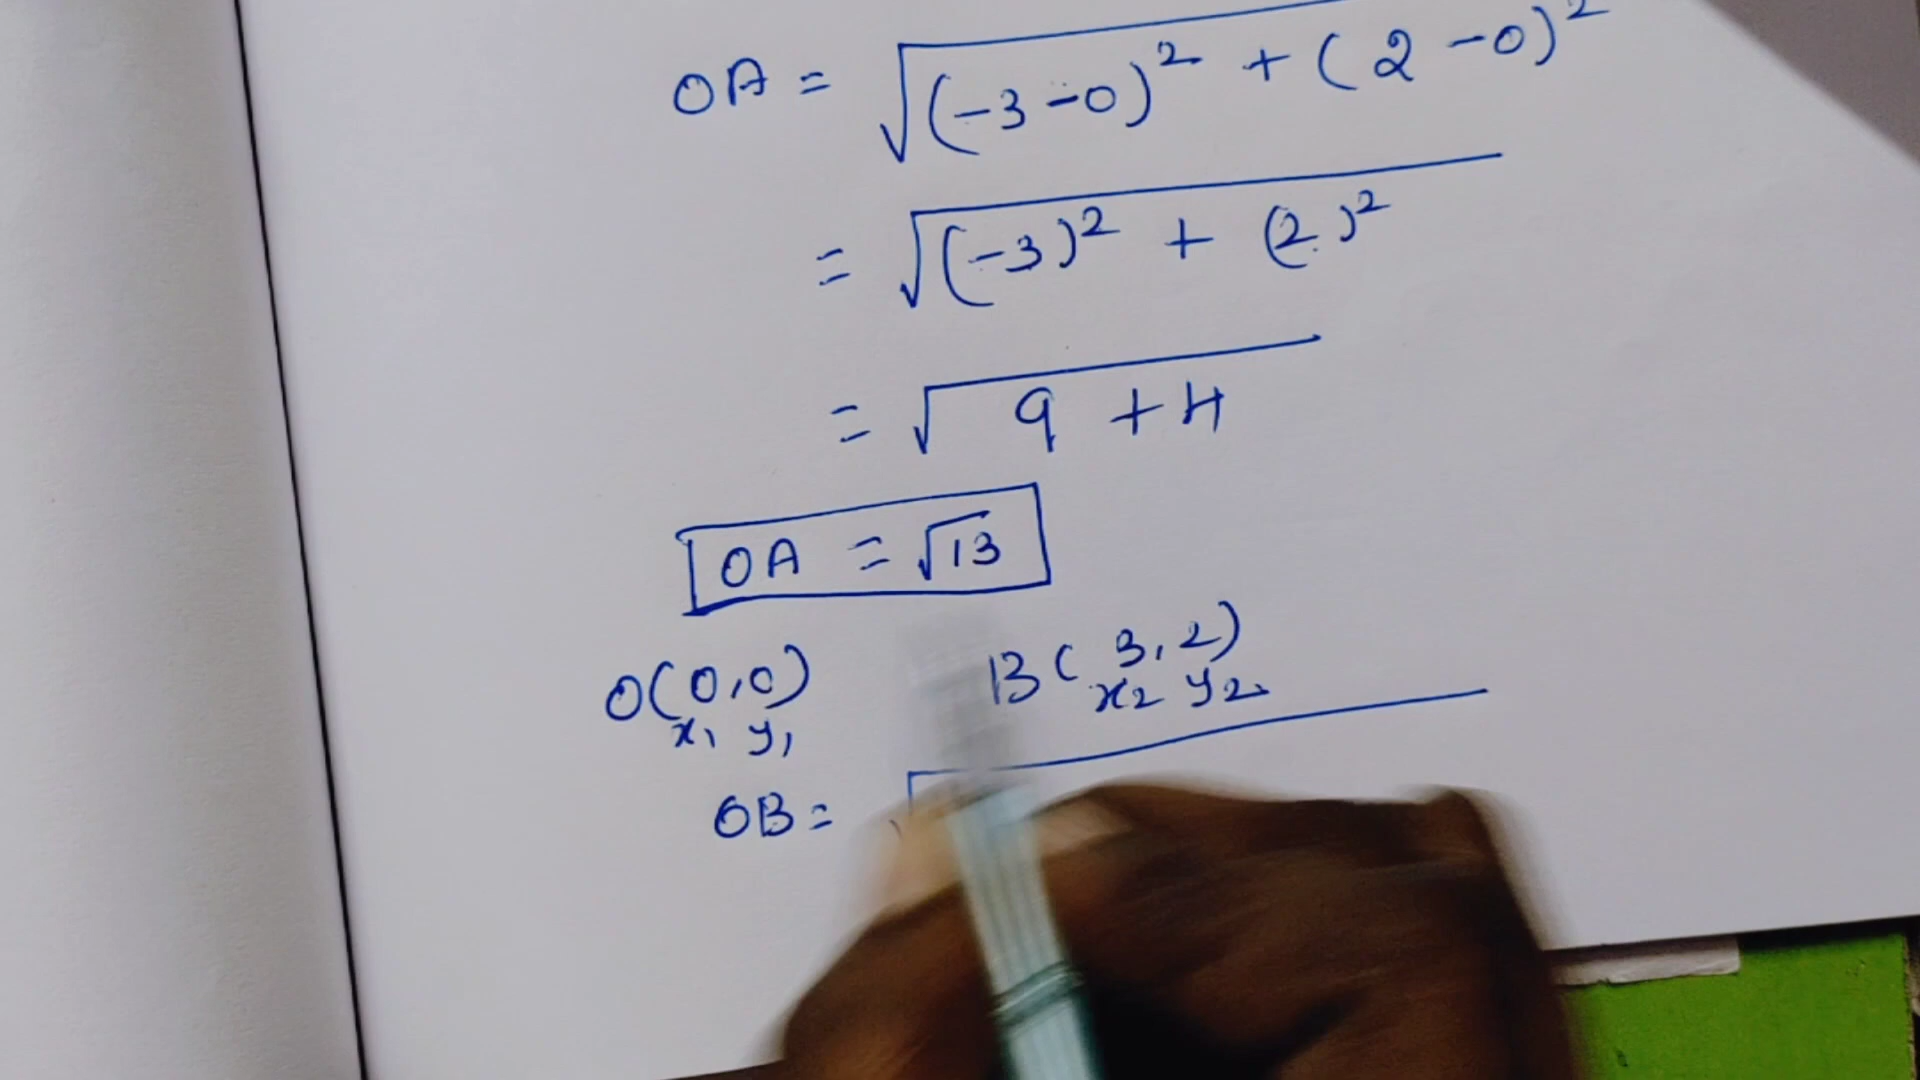 OA = √(-3-0)² + (2-0)²
= √(-3)² + (2)²
= √9 + 4
OA = √13
O(0,0) B(3,2)
x₁ y₁ x₂ y₂
OB = √